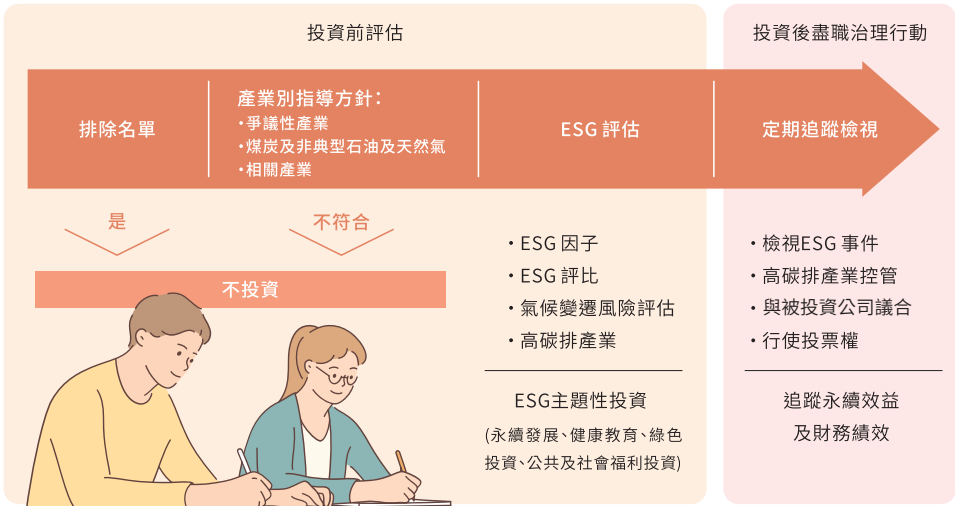 投資前評估
投資後盡職治理行動
排除名單
產業別指導方針：
・爭議性產業
・煤炭及非典型石油及天然氣
・相關產業
ESG 評估
定期追蹤檢視
是
不符合
不投資
・ESG 因子
・ESG 評比
・氣候變遷風險評估
・高碳排產業
ESG主題性投資
(永續發展、健康教育、綠色
投資、公共及社會福利投資)
・檢視ESG 事件
・高碳排產業控管
・與被投資公司議合
・行使投票權
追蹤永續效益
及財務績效